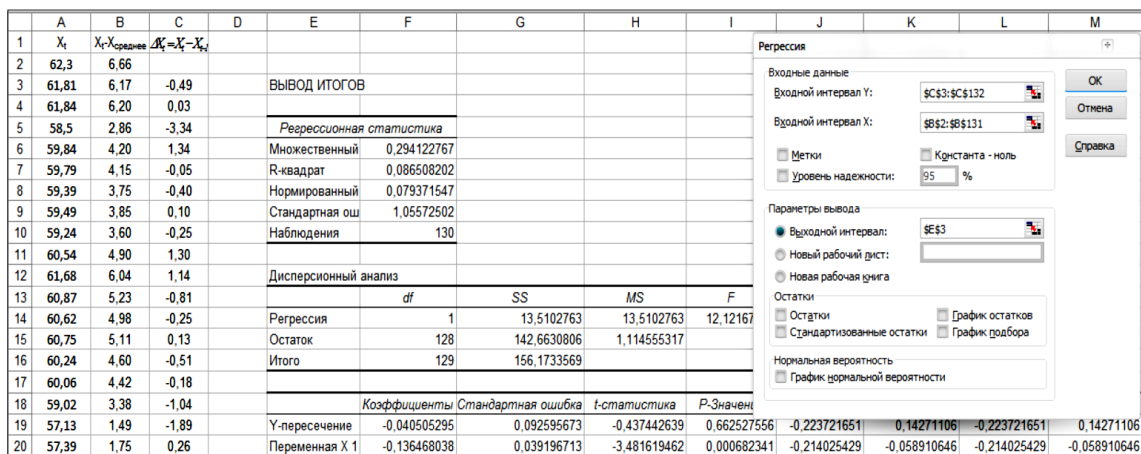 A B C D E F G H I J K L M
1 Xt Xt-Xсреднее ΔXt=Xt-Xt-1
2 62,3 6,66
3 61,81 6,17 -0,49 ВЫВОД ИТОГОВ
4 61,84 6,20 0,03
5 58,5 2,86 -3,34 Регрессионная статистика
6 59,84 4,20 1,34 Множественный 0,294122767
7 59,79 4,15 -0,05 R-квадрат 0,086508202
8 59,39 3,75 -0,40 Нормированный 0,079371547
9 59,49 3,85 0,10 Стандартная ош 1,05572502
10 59,24 3,60 -0,25 Наблюдения 130
11 60,54 4,90 1,30
12 61,68 6,04 1,14 Дисперсионный анализ
13 60,87 5,23 -0,81 df SS MS F
14 60,62 4,98 -0,25 Регрессия 1 13,5102763 13,5102763 12,12167
15 60,75 5,11 0,13 Остаток 128 142,6630806 1,114555317
16 60,24 4,60 -0,51 Итого 129 156,1733569
17 60,06 4,42 -0,18
18 59,02 3,38 -1,04 Коэффициенты Стандартная ошибка t-статистика P-Значени
19 57,13 1,49 -1,89 Y-пересечение -0,040505295 0,092595673 -0,437442639 0,662527556 -0,223721651 0,14271106 -0,223721651 0,14271106
20 57,39 1,75 0,26 Переменная X 1 -0,136468038 0,039196713 -3,481619462 0,000682341 -0,214025429 -0,058910646 -0,214025429 -0,058910646
Регрессия
Входные данные
Входной интервал Y: $C$3:$C$132
Входной интервал X: $B$2:$B$131
Метки Константа - ноль
Уровень надежности: 95 %
Параметры вывода
Выходной интервал: $E$3
Новый рабочий лист:
Новая рабочая книга
Остатки
Остатки График остатков
Стандартизованные остатки График подбора
Нормальная вероятность
График нормальной вероятности
OK
Отмена
Справка